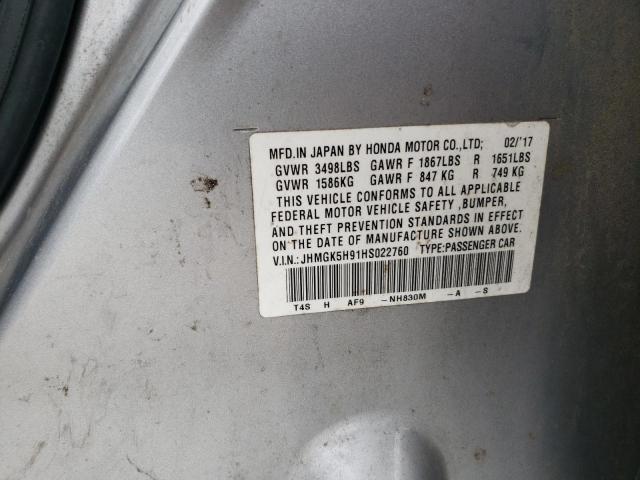 MFD.IN JAPAN BY HONDA MOTOR CO.,LTD; 02/'17
GVWR 3498LBS GAWR F 1867LBS R 1651LBS
GVWR 1586KG GAWR F 847 KG R 749 KG
THIS VEHICLE CONFORMS TO ALL APPLICABLE
FEDERAL MOTOR VEHICLE SAFETY ,BUMPER,
AND THEFT PREVENTION STANDARDS IN EFFECT
ON THE DATE OF MANUFACTURE SHOWN ABOVE.
V.I.N.: JHMGK5H91HS022760 TYPE:PASSENGER CAR
T4S H AF9 -NH830M -A -S